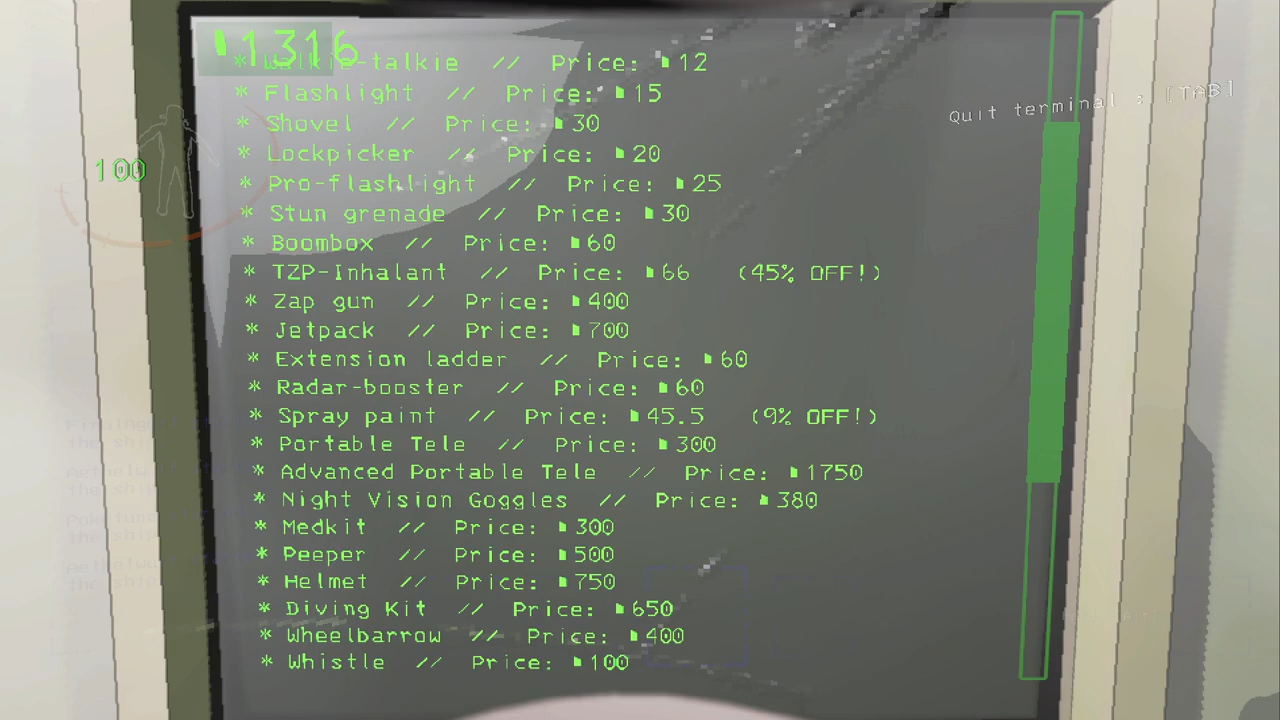 1316
* Walkie-talkie // Price: 12
* Flashlight // Price: 15
Quit terminal : [TAB]
* Shovel // Price: 30
* Lockpicker // Price: 20
100
* Pro-flashlight // Price: 25
* Stun grenade // Price: 30
* Boombox // Price: 60
* TZP-Inhalant // Price: 66 (45% OFF!)
* Zap gun // Price: 400
* Jetpack // Price: 700
* Extension ladder // Price: 60
* Radar-booster // Price: 60
* Spray paint // Price: 45.5 (9% OFF!)
* Portable Tele // Price: 300
* Advanced Portable Tele // Price: 1750
* Night Vision Goggles // Price: 380
* Medkit // Price: 300
* Peeper // Price: 500
* Helmet // Price: 750
* Diving Kit // Price: 650
* Wheelbarrow // Price: 400
* Whistle // Price: 100